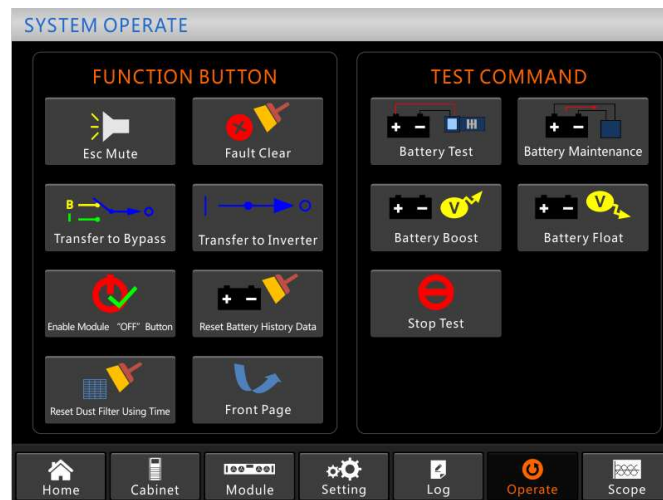 SYSTEM OPERATE
FUNCTION BUTTON
Esc Mute
Fault Clear
B
I
Transfer to Bypass
Transfer to Inverter
Enable Module "OFF" Button
Reset Battery History Data
Reset Dust Filter Using Time
Front Page
TEST COMMAND
Battery Test
Battery Maintenance
V
Battery Boost
V
Battery Float
Stop Test
Home
Cabinet
Module
Setting
Log
Operate
Scope